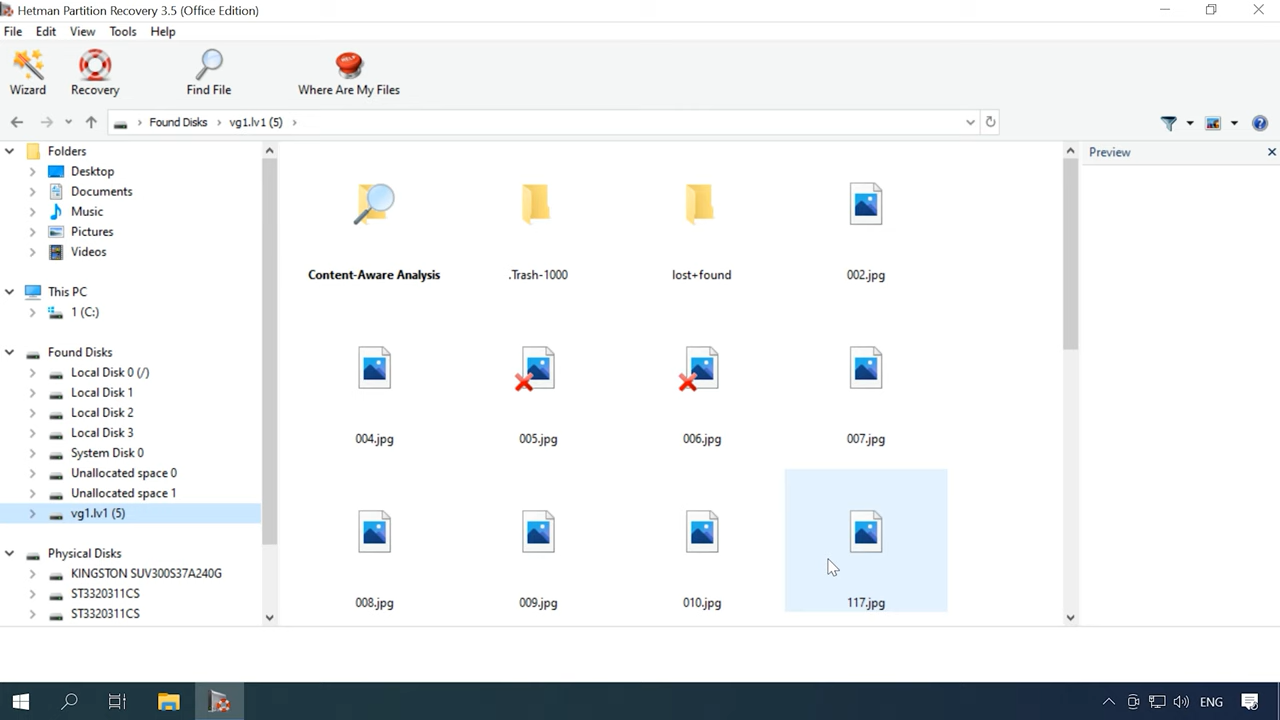 Hetman Partition Recovery 3.5 (Office Edition)
File Edit View Tools Help
HELP
Wizard Recovery Find File Where Are My Files
Found Disks vg1.lv1 (5)
Folders
Desktop
Documents
Music
Pictures
Videos
This PC
1 (C:)
Found Disks
Local Disk 0 (/)
Local Disk 1
Local Disk 2
Local Disk 3
System Disk 0
Unallocated space 0
Unallocated space 1
vg1.lv1 (5)
Physical Disks
KINGSTON SUV300S37A240G
ST3320311CS
ST3320311CS
Content-Aware Analysis .Trash-1000 lost+found 002.jpg
004.jpg 005.jpg 006.jpg 007.jpg
008.jpg 009.jpg 010.jpg 117.jpg
Preview
ENG